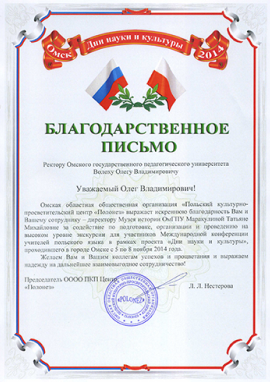 Омск Дни науки и культуры 2014
БЛАГОДАРСТВЕННОЕ
ПИСЬМО
Ректору Омского государственного педагогического университета
Волоху Олегу Владимировичу
Уважаемый Олег Владимирович!
Омская областная общественная организация «Польский культурно-
просветительский центр «Полонез» выражает искреннюю благодарность Вам и
Вашему сотруднику – директору Музея истории ОмГПУ Маракулиной Татьяне
Михайловне за содействие по подготовке, организации и проведению на
высоком уровне экскурсии для участников Международной конференции
учителей польского языка в рамках проекта «Дни науки и культуры»,
проходившего в городе Омске с 5 по 8 ноября 2014 года.
Желаем Вам и Вашим коллегам успехов и процветания и выражаем
надежду на дальнейшее взаимовыгодное сотрудничество!
Председатель ОООО ПКП Центр
«Полонез»
Л. Л. Нестерова
«POLONEZ»